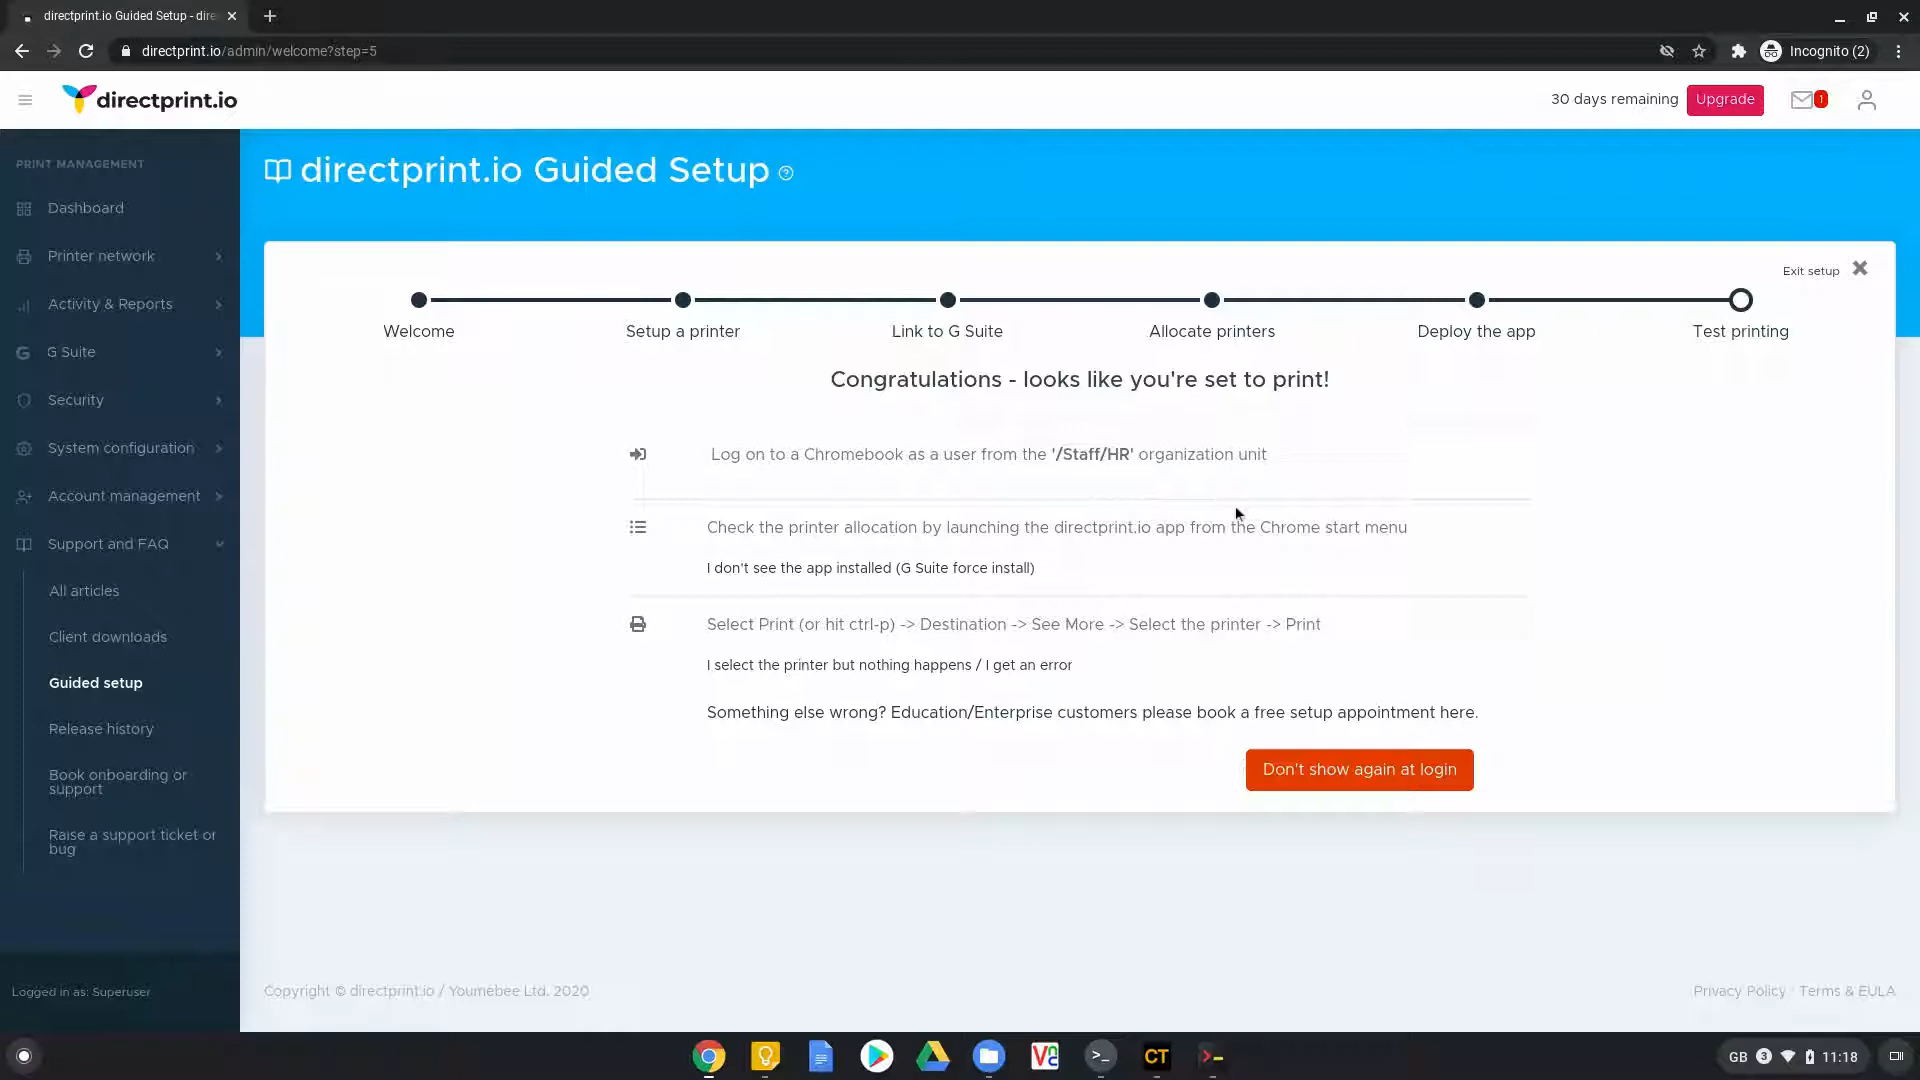 directprint.io Guided Setup - dire
directprint.io/admin/welcome?step=5
Incognito (2)
directprint.io
30 days remaining
Upgrade
1
PRINT MANAGEMENT
Dashboard
Printer network
Activity & Reports
G Suite
Security
System configuration
Account management
Support and FAQ
All articles
Client downloads
Guided setup
Release history
Book onboarding or
support
Raise a support ticket or
bug
Logged in as: Superuser
directprint.io Guided Setup
Exit setup
Welcome
Setup a printer
Link to G Suite
Allocate printers
Deploy the app
Test printing
Congratulations - looks like you're set to print!
Log on to a Chromebook as a user from the '/Staff/HR' organization unit
Check the printer allocation by launching the directprint.io app from the Chrome start menu
I don't see the app installed (G Suite force install)
Select Print (or hit ctrl-p) -> Destination -> See More -> Select the printer -> Print
I select the printer but nothing happens / I get an error
Something else wrong? Education/Enterprise customers please book a free setup appointment here.
Don't show again at login
Copyright © directprint.io / Youmebee Ltd. 2020
Privacy Policy · Terms & EULA
CT
GB
3
11:18